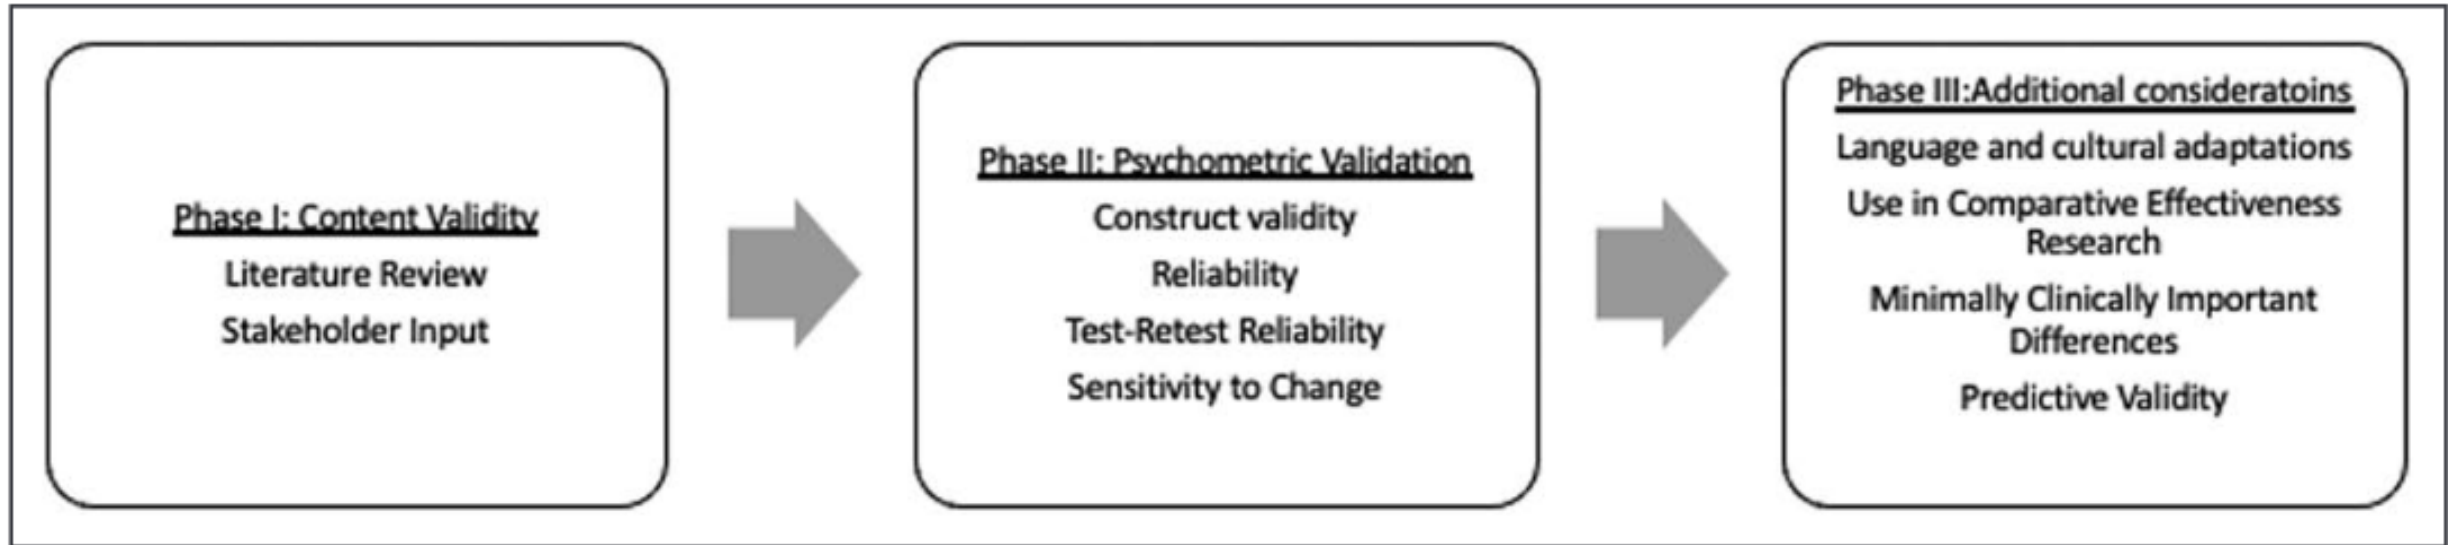 Phase I: Content Validity
Literature Review
Stakeholder Input
Phase II: Psychometric Validation
Construct validity
Reliability
Test-Retest Reliability
Sensitivity to Change
Phase III:Additional consideratoins
Language and cultural adaptations
Use in Comparative Effectiveness
Research
Minimally Clinically Important
Differences
Predictive Validity